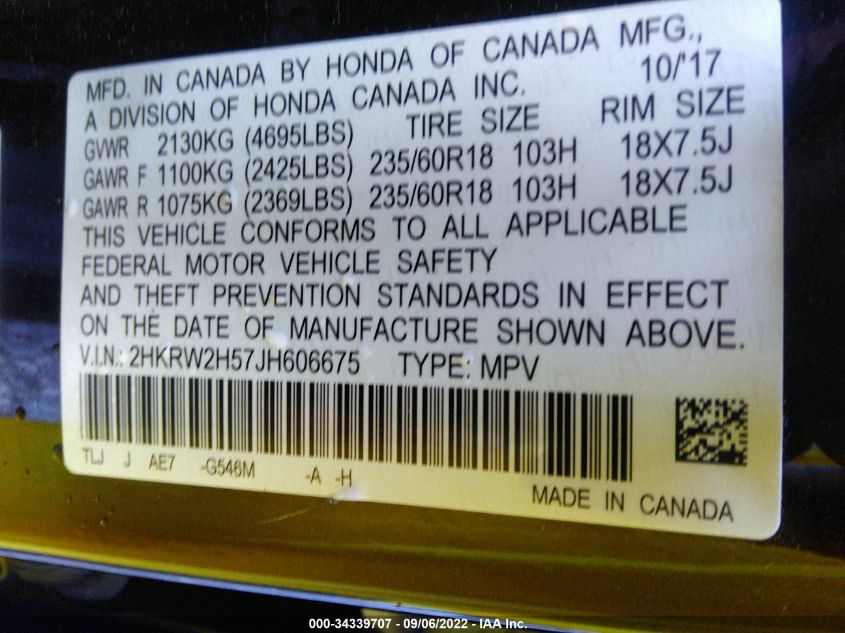 MFD. IN CANADA BY HONDA OF CANADA MFG.,
A DIVISION OF HONDA CANADA INC. 10/'17
GVWR 2130KG (4695LBS) TIRE SIZE RIM SIZE
GAWR F 1100KG (2425LBS) 235/60R18 103H 18X7.5J
GAWR R 1075KG (2369LBS) 235/60R18 103H 18X7.5J
THIS VEHICLE CONFORMS TO ALL APPLICABLE
FEDERAL MOTOR VEHICLE SAFETY
AND THEFT PREVENTION STANDARDS IN EFFECT
ON THE DATE OF MANUFACTURE SHOWN ABOVE.
V.I.N.: 2HKRW2H57JH606675 TYPE: MPV
TLJ J AE7 -G546M -A -H
MADE IN CANADA
000-34339707 - 09/06/2022 - IAA Inc.